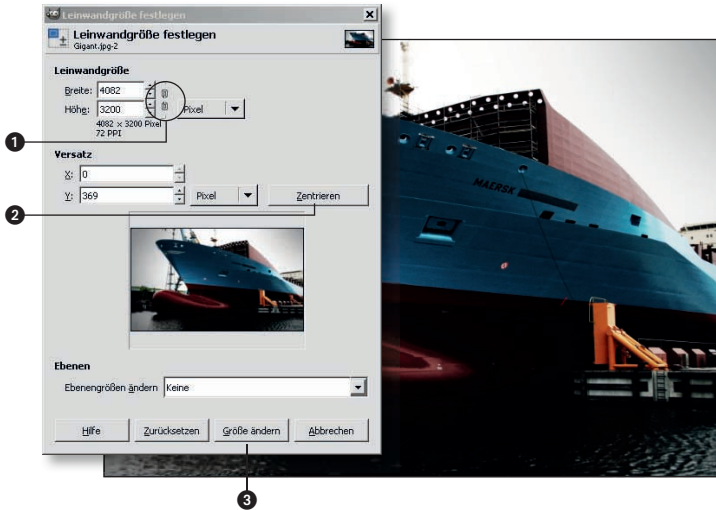 Leinwandgröße festlegen
Leinwandgröße festlegen
Gigant.jpg-2
Leinwandgröße
Breite: 4082
Höhe: 3200 Pixel
4082 × 3200 Pixel
72 PPI
1
Versatz
X: 0
Y: 369 Pixel Zentrieren
2
MAERSK
Ebenen
Ebenengrößen ändern Keine
Hilfe Zurücksetzen Größe ändern Abbrechen
3